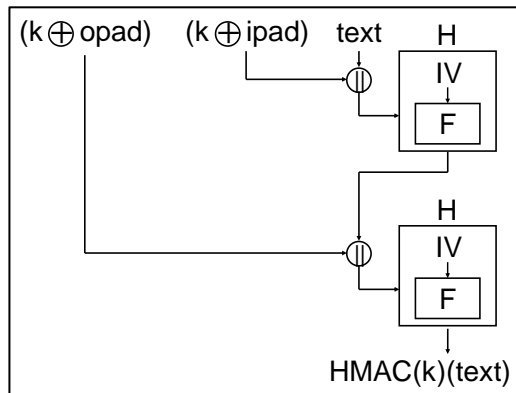 (k ⊕ opad) (k ⊕ ipad) text H
||
IV
F
H
||
IV
F
HMAC(k)(text)